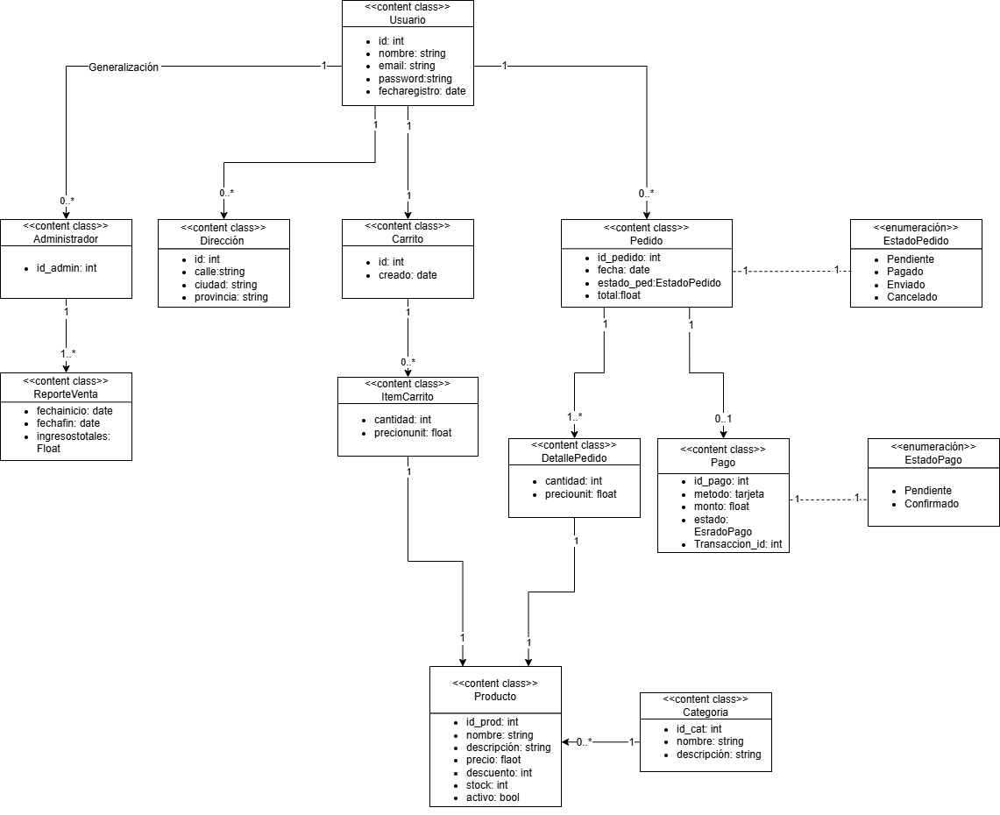 <<content class>>
Usuario
id: int
nombre: string
email: string
password:string
fecharegistro: date
Generalización
1
1
1
1
0..*
0..*
1
0..*
<<content class>>
Administrador
id_admin: int
<<content class>>
Dirección
id: int
calle:string
ciudad: string
provincia: string
<<content class>>
Carrito
id: int
creado: date
<<content class>>
Pedido
id_pedido: int
fecha: date
estado_ped:EstadoPedido
total:float
1
1
<<enumeración>>
EstadoPedido
Pendiente
Pagado
Enviado
Cancelado
1
1..*
1
0..*
1
1
1..*
0..1
<<content class>>
ReporteVenta
fechainicio: date
fechafin: date
ingresostotales:
Float
<<content class>>
ItemCarrito
cantidad: int
precionunit: float
<<content class>>
DetallePedido
cantidad: int
preciounit: float
<<content class>>
Pago
id_pago: int
metodo: tarjeta
monto: float
estado:
EsradoPago
Transaccion_id: int
1
1
<<enumeración>>
EstadoPago
Pendiente
Confirmado
1
1
1
1
<<content class>>
Producto
id_prod: int
nombre: string
descripción: string
precio: flaot
descuento: int
stock: int
activo: bool
0..*
1
<<content class>>
Categoria
id_cat: int
nombre: string
descripción: string